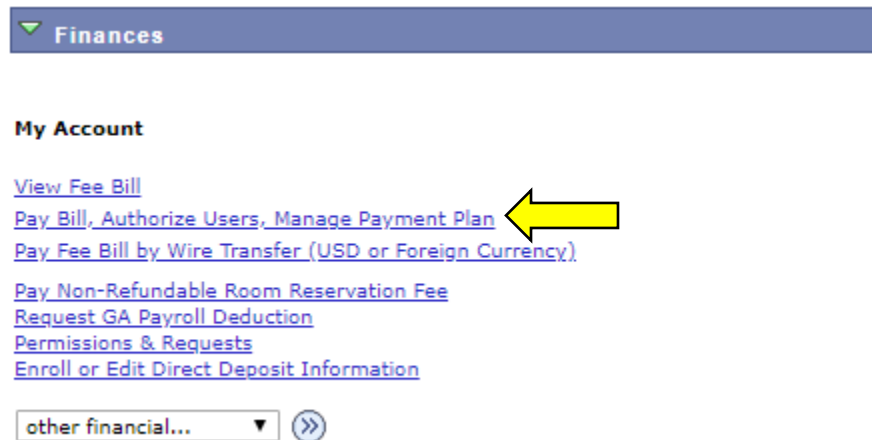 Finances
My Account
View Fee Bill
Pay Bill, Authorize Users, Manage Payment Plan
Pay Fee Bill by Wire Transfer (USD or Foreign Currency)
Pay Non-Refundable Room Reservation Fee
Request GA Payroll Deduction
Permissions & Requests
Enroll or Edit Direct Deposit Information
other financial...